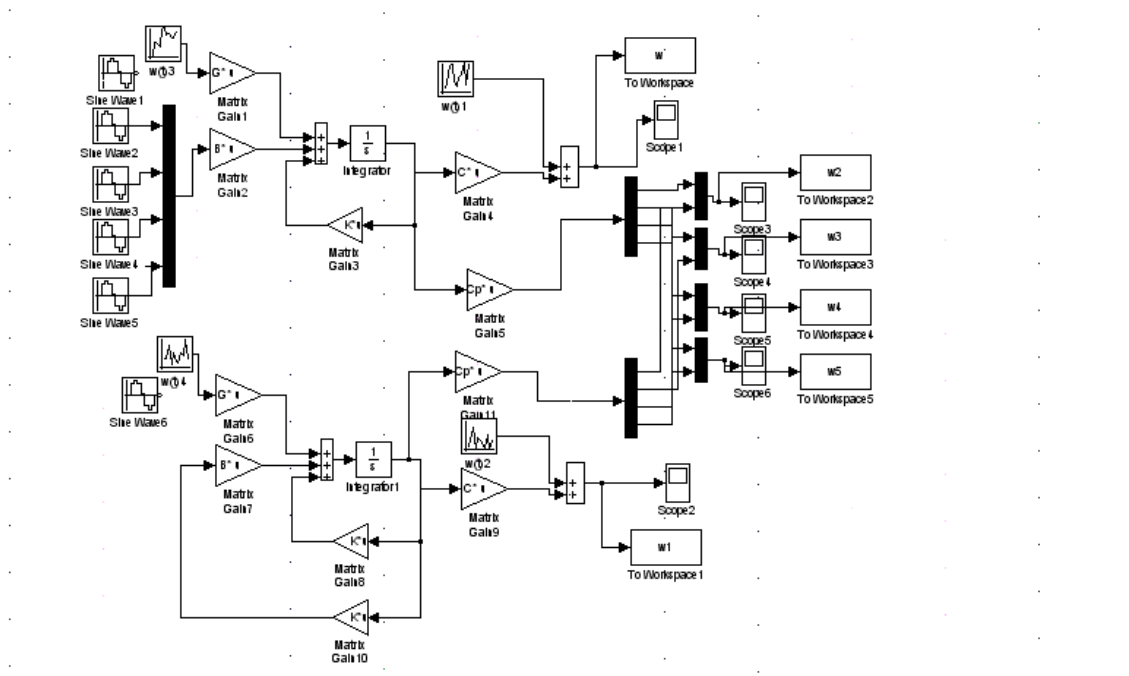 w(t)3
G* u
Sine Wave1
Matrix
Gain1
Sine Wave2
B* u
Matrix
Gain2
Sine Wave3
Sine Wave4
Sine Wave5
+
+
+
1
s
Integrator
K* u
Matrix
Gain3
w(t)1
C* u
Matrix
Gain4
+
+
w
To Workspace
Scope1
Cp* u
Matrix
Gain5
w2
To Workspace2
Scope3
w3
To Workspace3
Scope4
w4
To Workspace4
Scope5
w5
To Workspace5
Scope6
w(t)4
Sine Wave6
G* u
Matrix
Gain6
B* u
Matrix
Gain7
+
+
+
1
s
Integrator1
K* u
Matrix
Gain8
K* u
Matrix
Gain10
Cp* u
Matrix
Gain11
w(t)2
C* u
Matrix
Gain9
+
+
Scope2
w1
To Workspace1